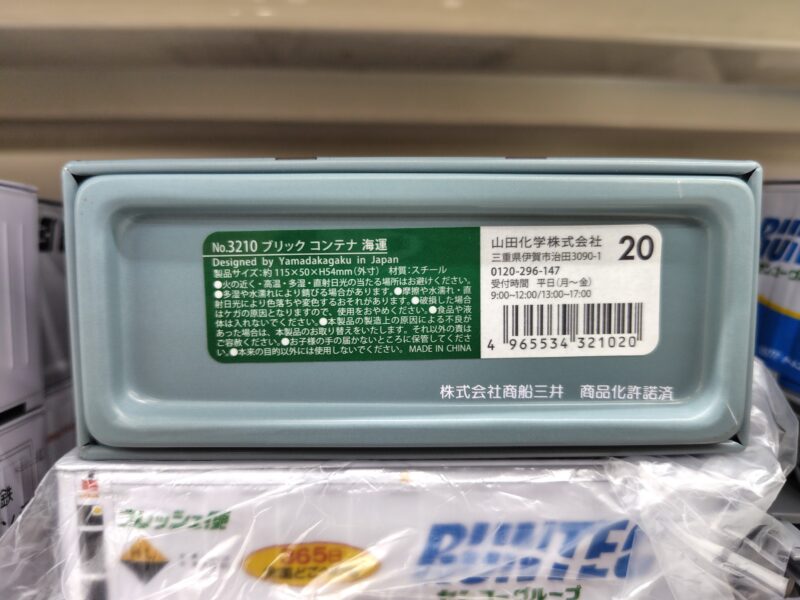 No.3210 ブリック コンテナ 海運
Designed by Yamadakagaku in Japan
製品サイズ:約 115×50×H54mm(外寸) 材質:スチール
●火の近く・高温・多湿・直射日光の当たる場所はお避けください。
●多湿や水濡れにより錆びる場合があります。●摩擦や水濡れ・直
射日光により色落ちや変色するおそれがあります。●破損した場合
はケガの原因となりますので、使用をおやめください。●食品や液
体は入れないでください。●本製品の製造上の原因による不良が
あった場合は、本製品のお取り替えをいたします。それ以外の責は
ご容赦ください。●お子様の手の届かないところに保管してくださ
い。●本来の目的以外には使用しないでください。 MADE IN CHINA
山田化学株式会社 20
三重県伊賀市治田3090-1
0120-296-147
受付時間 平日(月〜金)
9:00~12:00/13:00~17:00
4 965534 321020
株式会社商船三井 商品化許諾済
フレッシュ便
365日
RUNTEC
センコーグループ
鉄